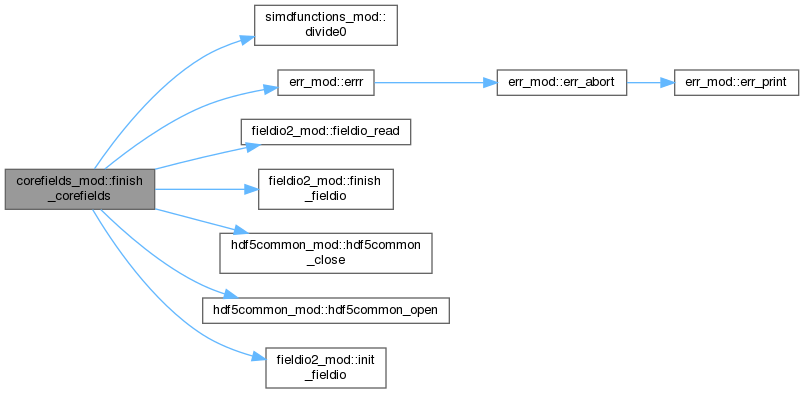 simdfunctions_mod::
divide0
err_mod::errr
err_mod::err_abort
err_mod::err_print
fieldio2_mod::fieldio_read
corefields_mod::finish
_corefields
fieldio2_mod::finish
_fieldio
hdf5common_mod::hdf5common
_close
hdf5common_mod::hdf5common_open
fieldio2_mod::init
_fieldio